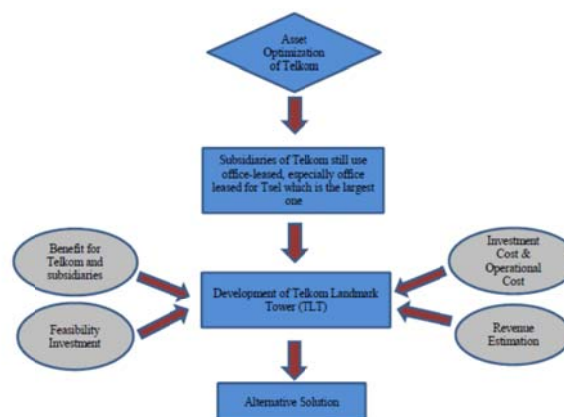 Asset
Optimization
of Telkom
Subsidiaries of Telkom still use
office-leased, especially office
leased for Tsel which is the largest
one
Benefit for
Telkom and
subsidiaries
Investment
Cost &
Operational
Cost
Development of Telkom Landmark
Tower (TLT)
Feasibility
Investment
Revenue
Estimation
Alternative Solution